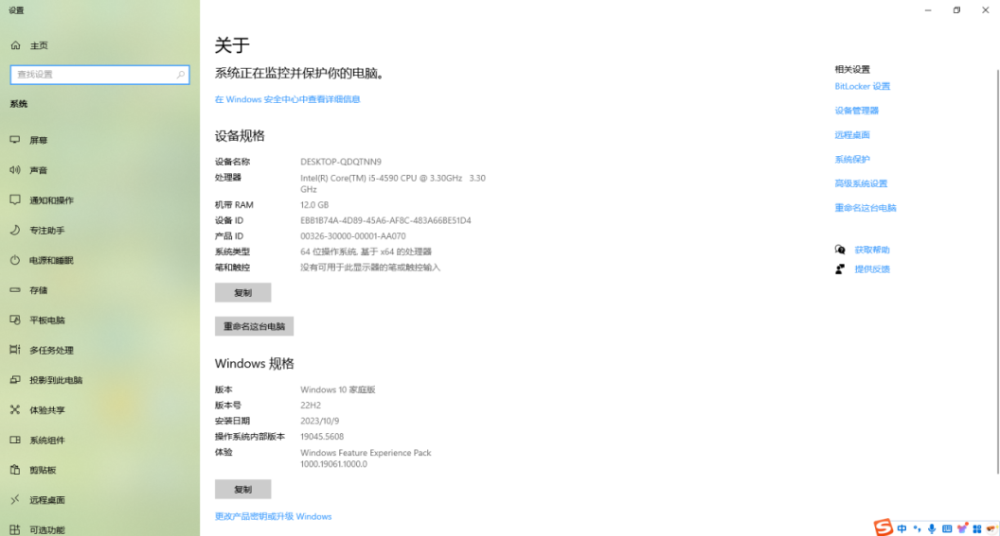 设置
主页
查找设置
系统
屏幕
声音
通知和操作
专注助手
电源和睡眠
存储
平板电脑
多任务处理
投影到此电脑
体验共享
系统组件
剪贴板
远程桌面
可选功能
关于
系统正在监控并保护你的电脑。
在 Windows 安全中心中查看详细信息
设备规格
设备名称 DESKTOP-QDQTNN9
处理器 Intel(R) Core(TM) i5-4590 CPU @ 3.30GHz 3.30
GHz
机带 RAM 12.0 GB
设备 ID EBB1B74A-4D89-45A6-AF8C-483A66BE51D4
产品 ID 00326-30000-00001-AA070
系统类型 64 位操作系统, 基于 x64 的处理器
笔和触控 没有可用于此显示器的笔或触控输入
复制
重命名这台电脑
Windows 规格
版本 Windows 10 家庭版
版本号 22H2
安装日期 2023/10/9
操作系统内部版本 19045.5608
体验 Windows Feature Experience Pack
1000.19061.1000.0
复制
更改产品密钥或升级 Windows
相关设置
BitLocker 设置
设备管理器
远程桌面
系统保护
高级系统设置
重命名这台电脑
获取帮助
提供反馈
中